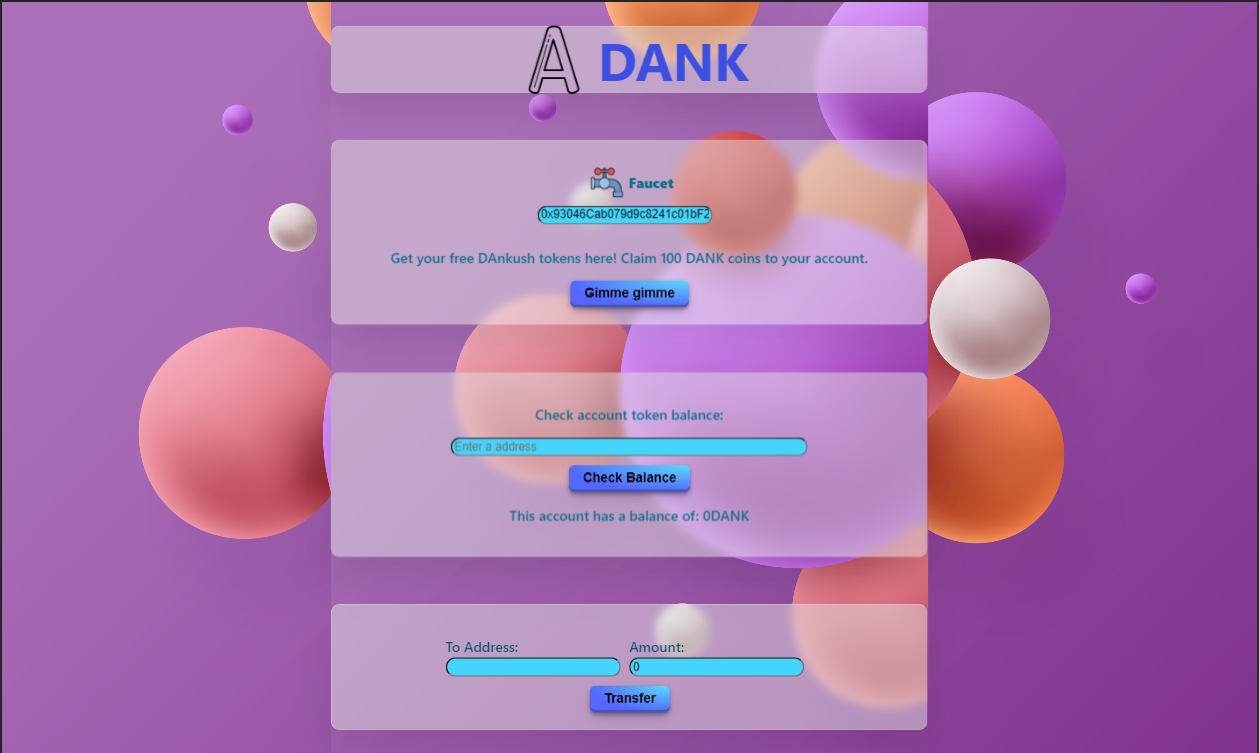 A DANK
Faucet
0x93046Cab079d9c8241c01bF2
Get your free DAnkush tokens here! Claim 100 DANK coins to your account.
Gimme gimme
Check account token balance:
Enter a address
Check Balance
This account has a balance of: 0DANK
To Address: Amount:
0
Transfer